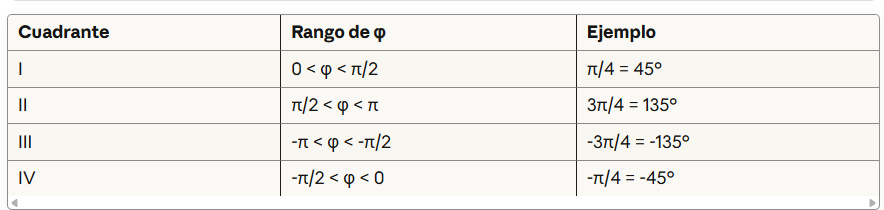 Cuadrante Rango de φ Ejemplo
I 0 < φ < π/2 π/4 = 45°
II π/2 < φ < π 3π/4 = 135°
III -π < φ < -π/2 -3π/4 = -135°
IV -π/2 < φ < 0 -π/4 = -45°